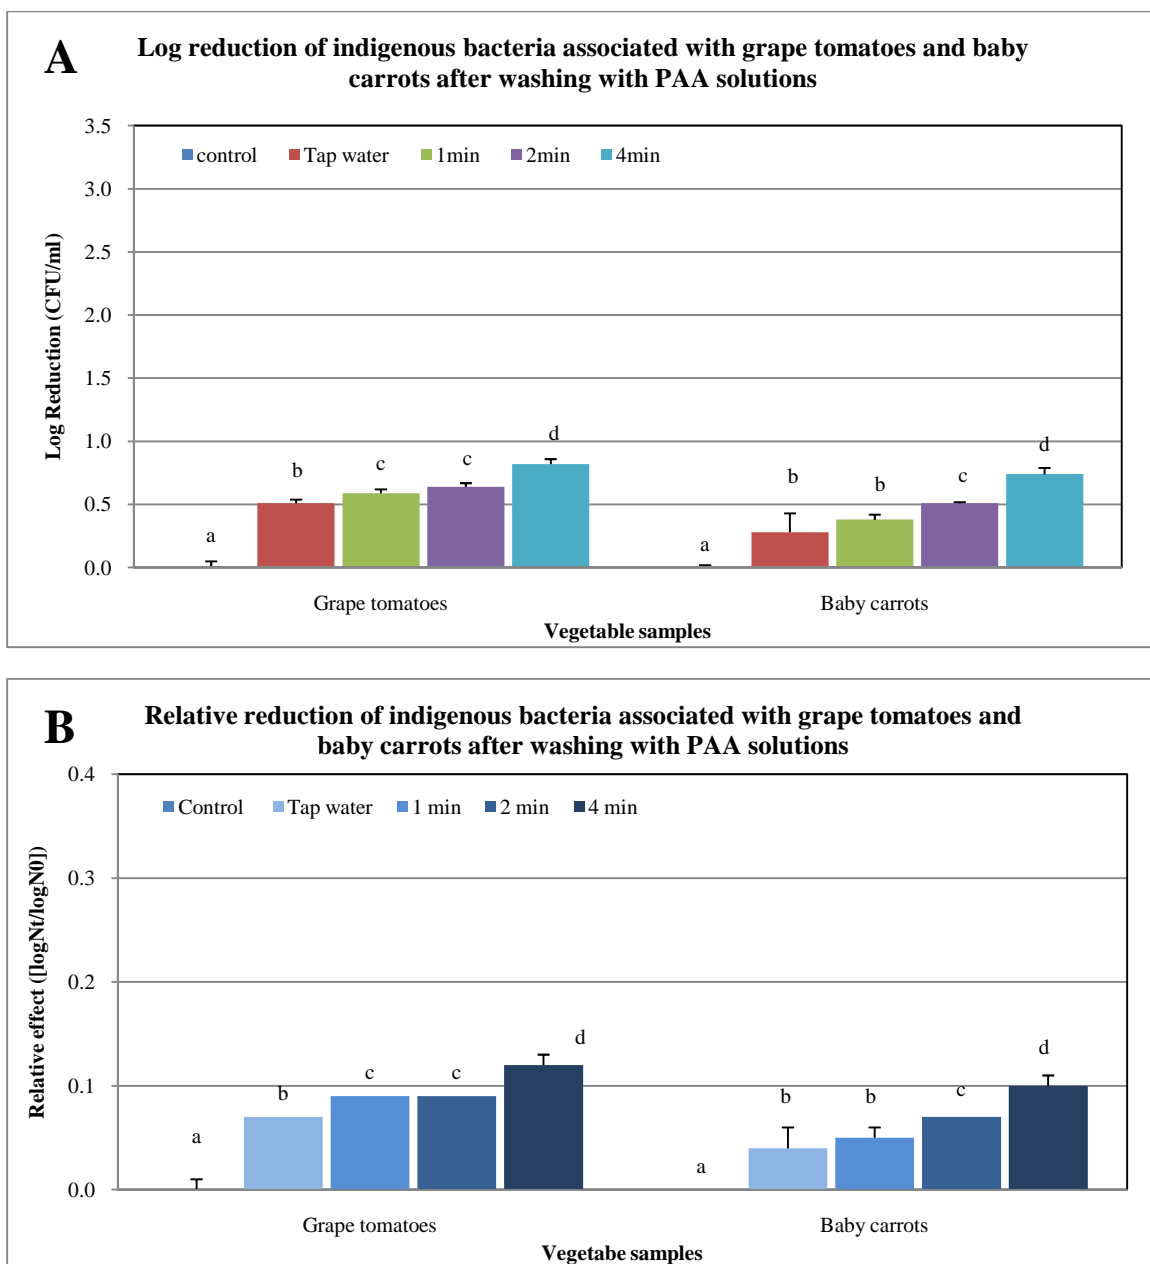 A
Log reduction of indigenous bacteria associated with grape tomatoes and baby
carrots after washing with PAA solutions
3.5
3.0
2.5
2.0
1.5
1.0
0.5
0.0
Log Reduction (CFU/ml)
control Tap water 1min 2min 4min
a b c c d
a b b c d
Grape tomatoes Baby carrots
Vegetable samples
B
Relative reduction of indigenous bacteria associated with grape tomatoes and
baby carrots after washing with PAA solutions
0.4
0.3
0.2
0.1
0.0
Relative effect ([logNt/logN0])
Control Tap water 1 min 2 min 4 min
a b c c d
a b b c d
Grape tomatoes Baby carrots
Vegetabe samples